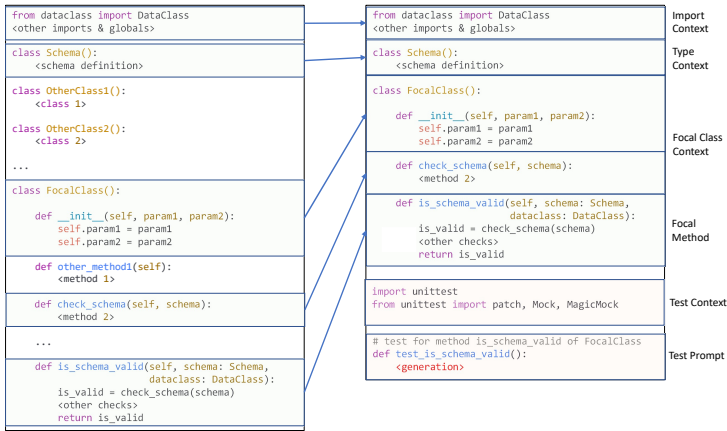 from dataclass import DataClass
<other imports & globals>
class Schema():
<schema definition>
class OtherClass1():
<class 1>
class OtherClass2():
<class 2>
...
class FocalClass():
def __init__(self, param1, param2):
self.param1 = param1
self.param2 = param2
def other_method1(self):
<method 1>
def check_schema(self, schema):
<method 2>
...
def is_schema_valid(self, schema: Schema,
dataclass: DataClass):
is_valid = check_schema(schema)
<other checks>
return is_valid
from dataclass import DataClass
<other imports & globals>
Import
Context
class Schema():
<schema definition>
Type
Context
class FocalClass():
def __init__(self, param1, param2):
self.param1 = param1
self.param2 = param2
def check_schema(self, schema):
<method 2>
Focal Class
Context
def is_schema_valid(self, schema: Schema,
dataclass: DataClass):
is_valid = check_schema(schema)
<other checks>
return is_valid
Focal
Method
import unittest
from unittest import patch, Mock, MagicMock
Test Context
# test for method is_schema_valid of FocalClass
def test_is_schema_valid():
<generation>
Test Prompt